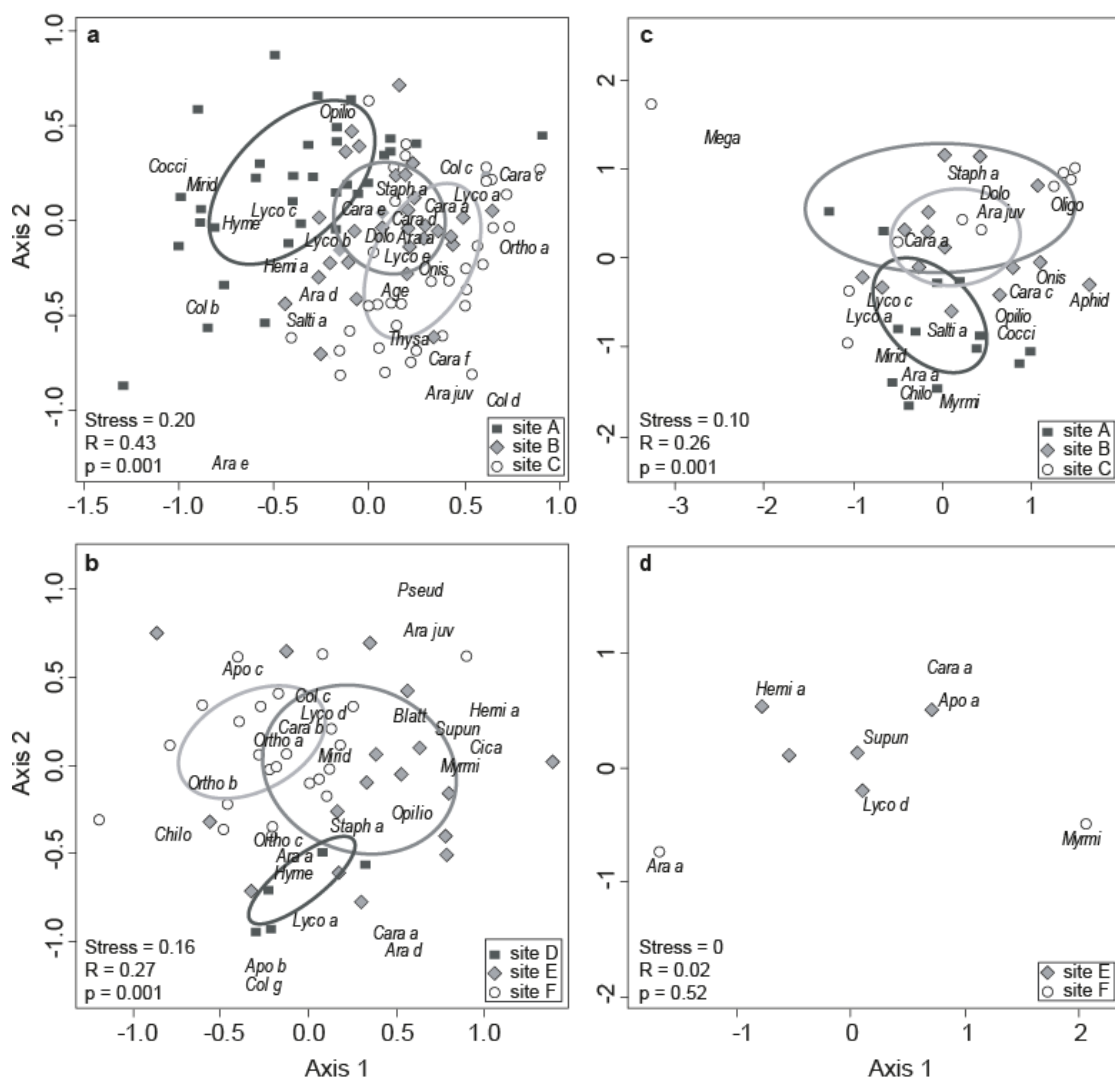 a
1.0
0.5
0.0
-0.5
-1.0
Axis 2
Opilio
Cocci
Mirid
Hyme
Lyco c
Lyco b
Hemi a
Col b
Ara d
Salti a
Staph a
Cara e
Cara a
Cara d
Dolo
Ara a
Lyco e
Onis
Age
Thysa
Cara f
Ara juv
Col d
Col c
Cara c
Lyco a
Ortho a
Ara e
Stress = 0.20
R = 0.43
p = 0.001
site A
site B
site C
-1.5 -1.0 -0.5 0.0 0.5 1.0
c
2
1
0
-1
-2
Mega
Staph a
Dolo
Ara juv
Oligo
Cara a
Onis
Cara c
Aphid
Lyco c
Lyco a
Opilio
Salti a
Cocci
Mirid
Ara a
Chilo
Myrmi
Stress = 0.10
R = 0.26
p = 0.001
site A
site B
site C
-3 -2 -1 0 1
b
1.0
0.5
0.0
-0.5
-1.0
Axis 2
Pseud
Ara juv
Apo c
Col c
Lyco d
Cara b
Ortho a
Blatt
Hemi a
Supun
Cica
Mirid
Myrmi
Ortho b
Opilio
Chilo
Staph a
Ortho c
Ara a
Hyme
Lyco a
Cara a
Ara d
Apo b
Col g
Stress = 0.16
R = 0.27
p = 0.001
site D
site E
site F
-1.0 -0.5 0.0 0.5 1.0
Axis 1
d
1
0
-1
-2
Cara a
Hemi a
Apo a
Supun
Lyco d
Ara a
Myrmi
Stress = 0
R = 0.02
p = 0.52
site E
site F
-1 0 1 2
Axis 1